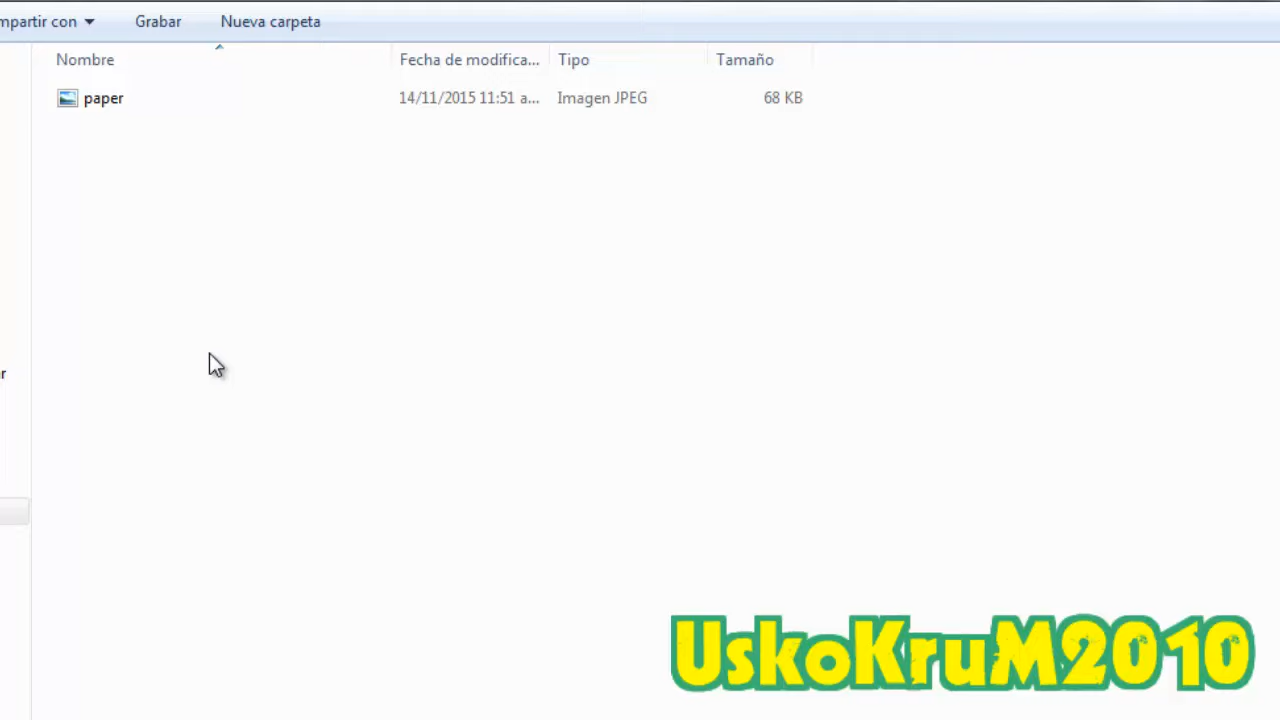 mpartir con Grabar Nueva carpeta
Nombre Fecha de modifica... Tipo Tamaño
paper 14/11/2015 11:51 a... Imagen JPEG 68 KB
r
UskoKruM2010